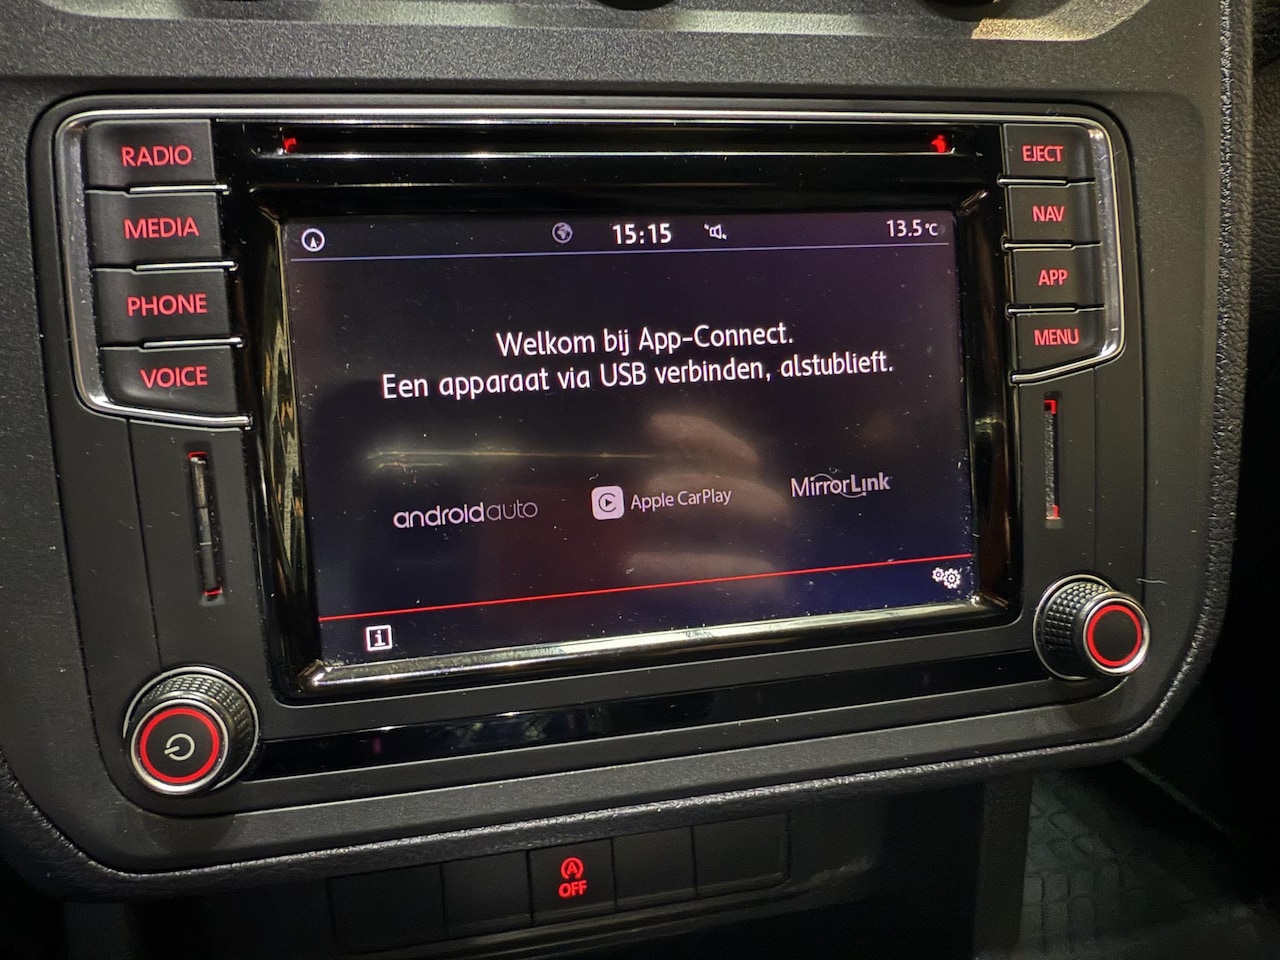 RADIO
MEDIA
PHONE
VOICE
EJECT
NAV
APP
MENU
15:15
13.5°C
Welkom bij App-Connect.
Een apparaat via USB verbinden, alstublieft.
androidauto
Apple CarPlay
MirrorLink
i
A
OFF